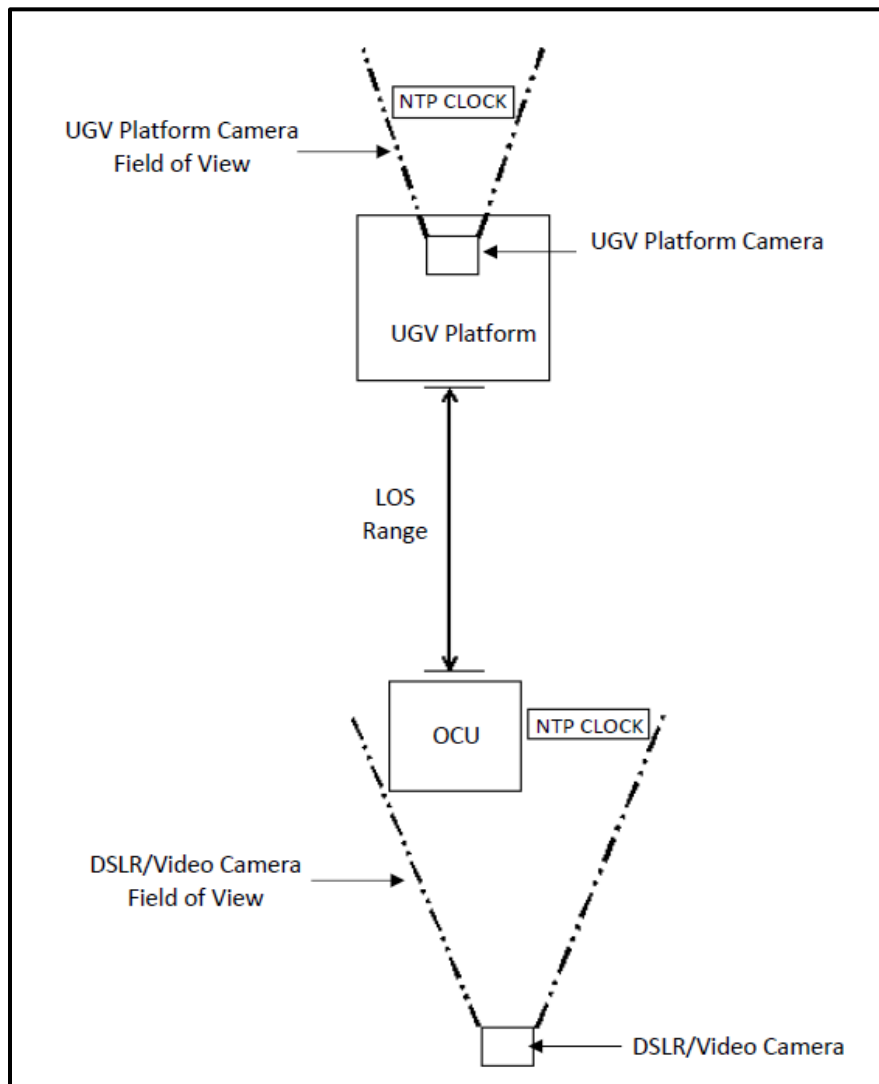 NTP CLOCK
UGV Platform Camera
Field of View
UGV Platform Camera
UGV Platform
LOS
Range
OCU
NTP CLOCK
DSLR/Video Camera
Field of View
DSLR/Video Camera